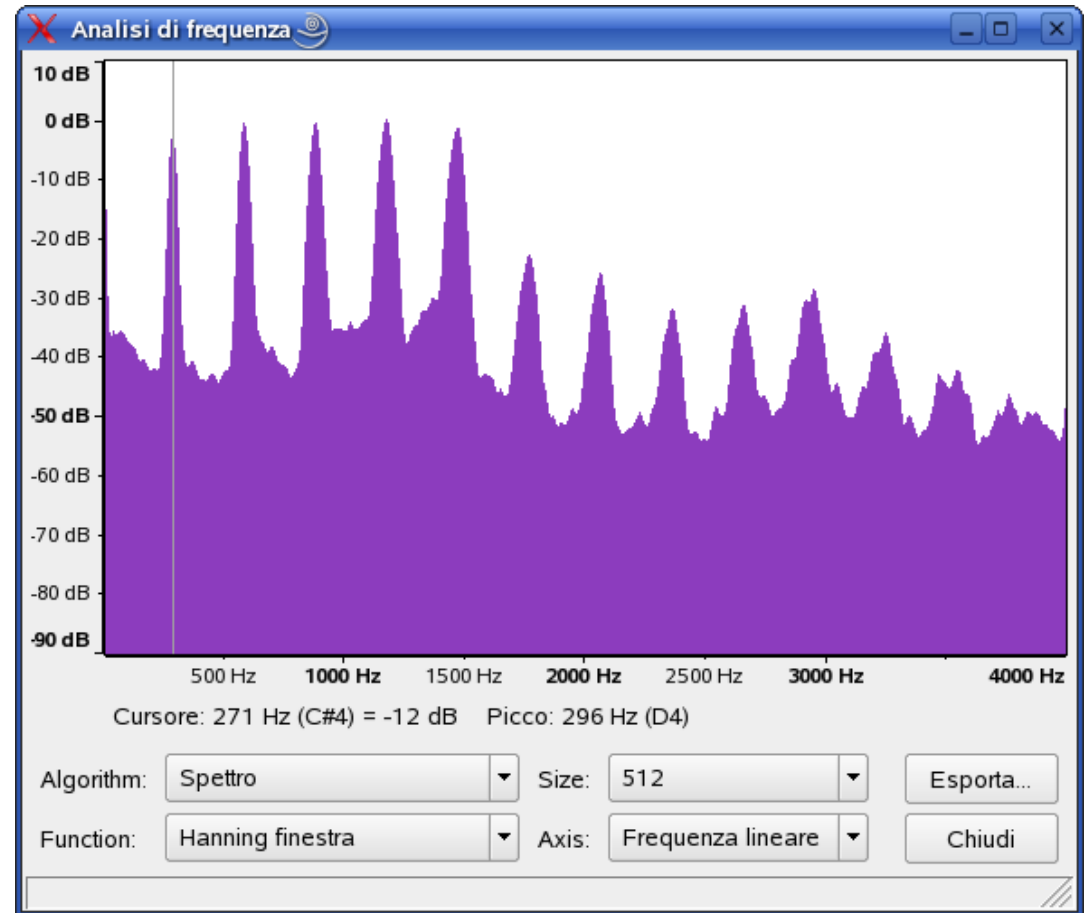 Analisi di frequenza
10 dB
0 dB
-10 dB
-20 dB
-30 dB
-40 dB
-50 dB
-60 dB
-70 dB
-80 dB
-90 dB
500 Hz 1000 Hz 1500 Hz 2000 Hz 2500 Hz 3000 Hz 4000 Hz
Cursore: 271 Hz (C#4) = -12 dB Picco: 296 Hz (D4)
Algorithm: Spettro Size: 512 Esporta...
Function: Hanning finestra Axis: Frequenza lineare Chiudi